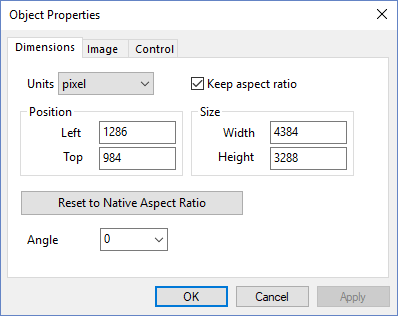 Object Properties
Dimensions Image Control
Units pixel Keep aspect ratio
Position Size
Left 1286 Width 4384
Top 984 Height 3288
Reset to Native Aspect Ratio
Angle 0
OK Cancel Apply